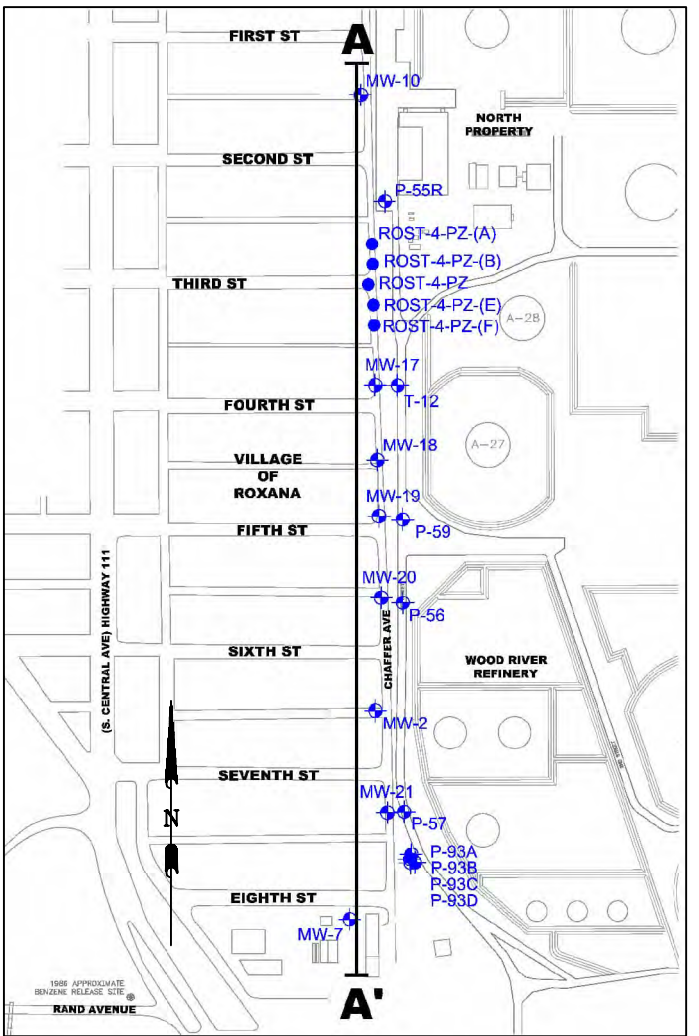 A
FIRST ST
MW-10
NORTH
PROPERTY
SECOND ST
P-55R
ROST-4-PZ-(A)
ROST-4-PZ-(B)
THIRD ST
ROST-4-PZ
ROST-4-PZ-(E)
ROST-4-PZ-(F)
A-28
MW-17
T-12
FOURTH ST
MW-18
A-27
VILLAGE
OF
ROXANA
MW-19
P-59
FIFTH ST
(S. CENTRAL AVE) HIGHWAY 111
MW-20
P-56
CHAFFER AVE
SIXTH ST
WOOD RIVER
REFINERY
MW-2
SEVENTH ST
MW-21
P-57
N
P-93A
P-93B
P-93C
P-93D
EIGHTH ST
MW-7
1986 APPROXIMATE
BENZENE RELEASE SITE
RAND AVENUE
A'